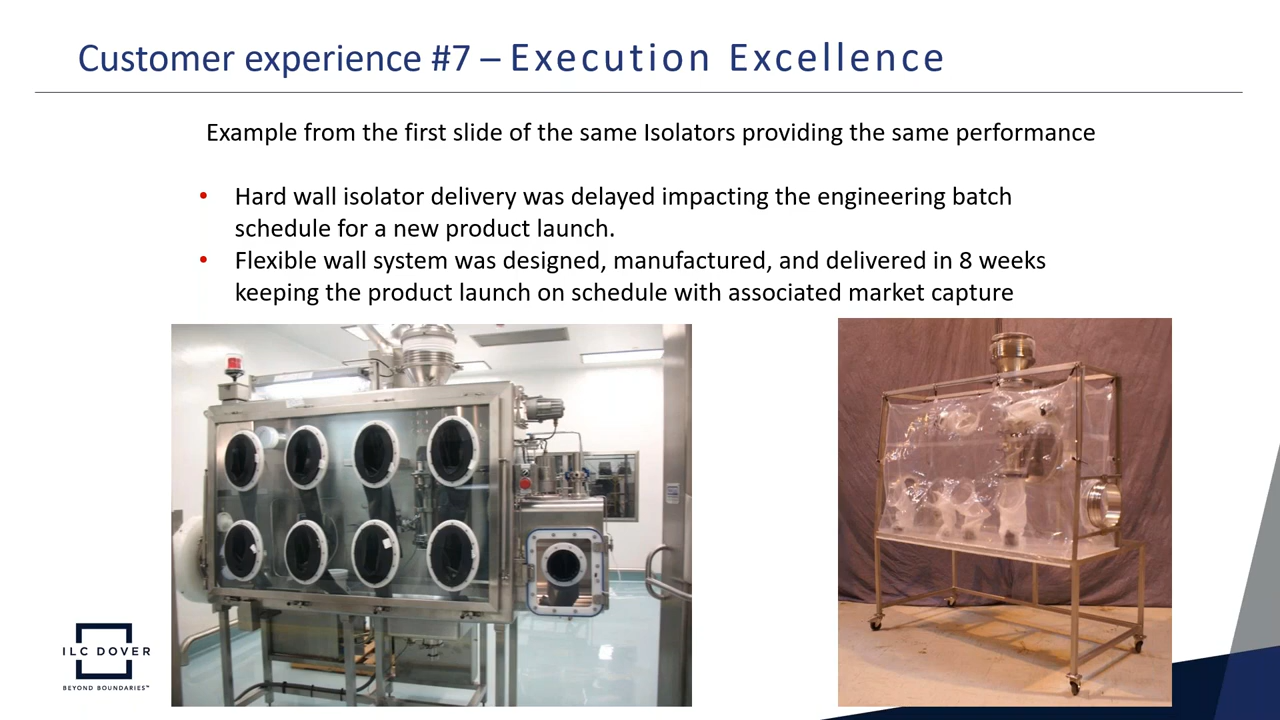 Customer experience #7 – Execution Excellence
Example from the first slide of the same Isolators providing the same performance
• Hard wall isolator delivery was delayed impacting the engineering batch
schedule for a new product launch.
• Flexible wall system was designed, manufactured, and delivered in 8 weeks
keeping the product launch on schedule with associated market capture
ILC DOVER
BEYOND BOUNDARIES™